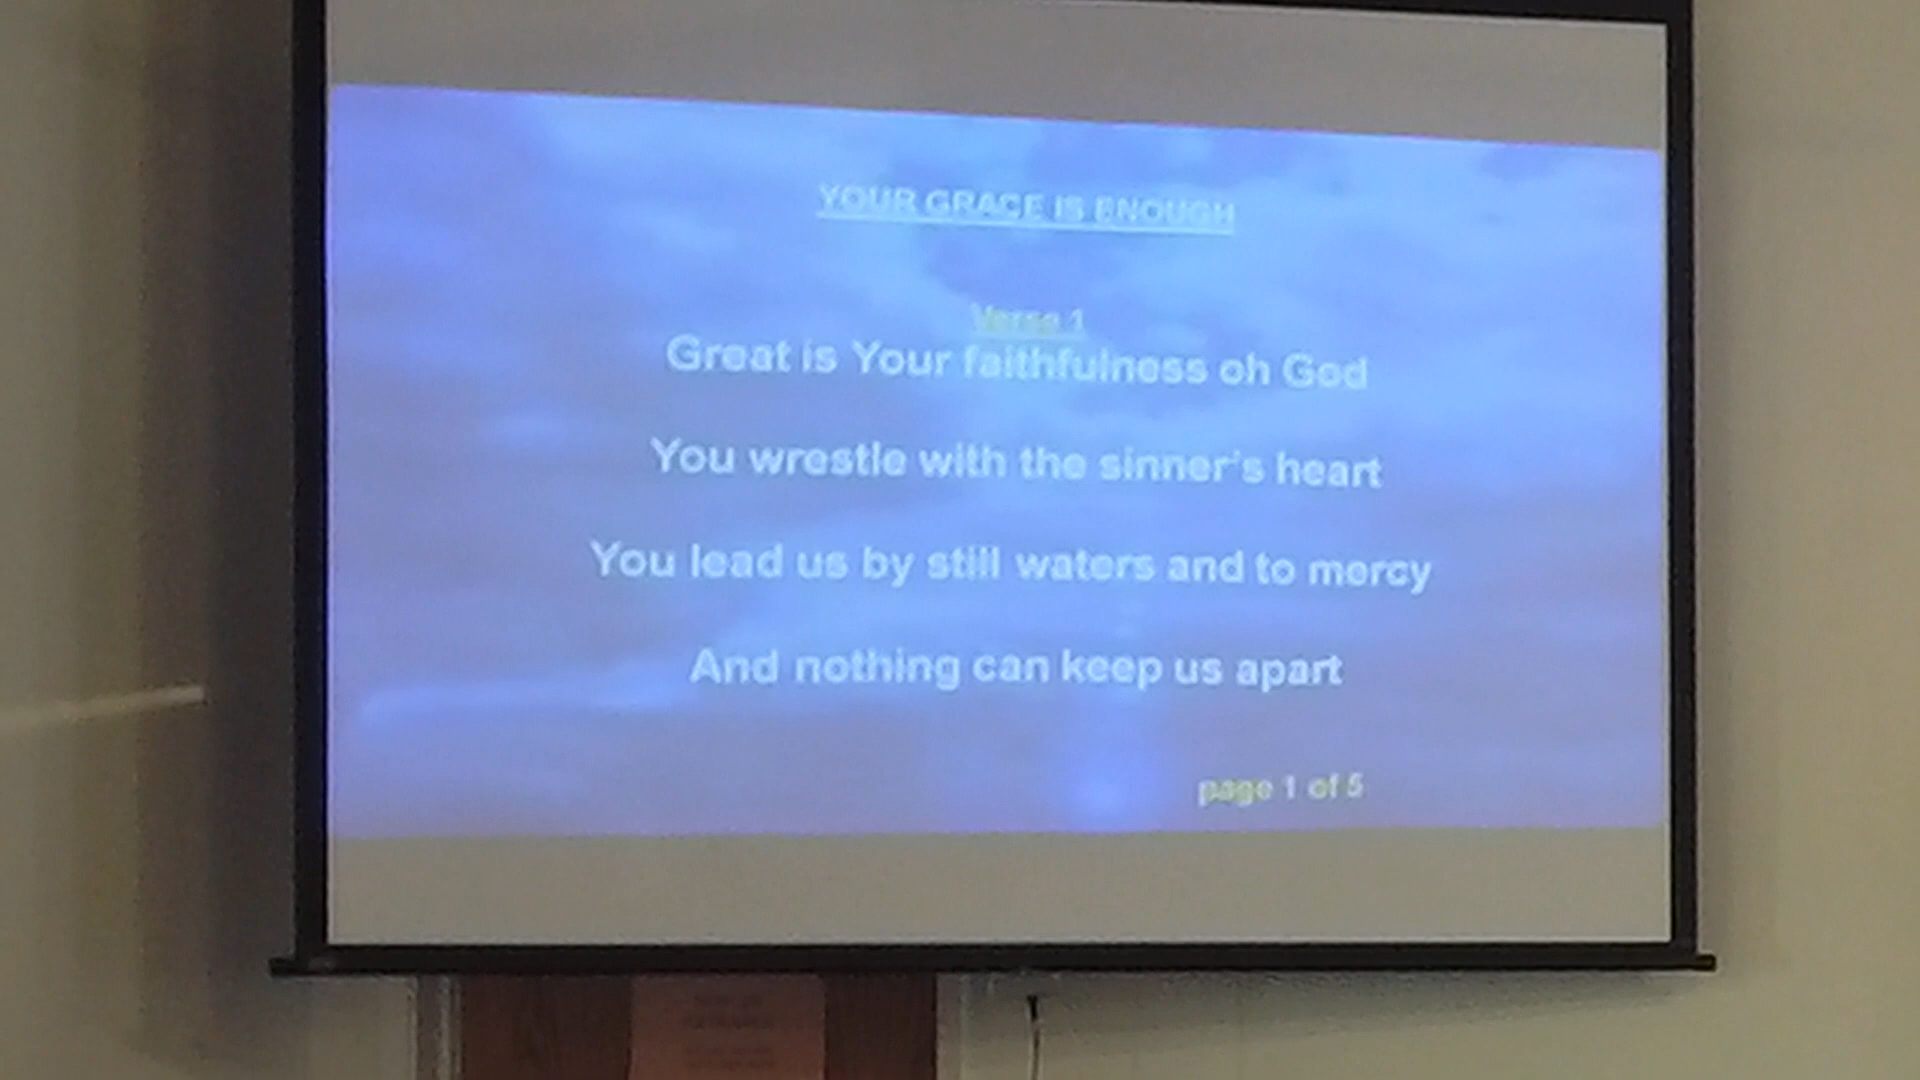 YOUR GRACE IS ENOUGH
Verse 1
Great is Your faithfulness oh God
You wrestle with the sinner's heart
You lead us by still waters and to mercy
And nothing can keep us apart
page 1 of 5